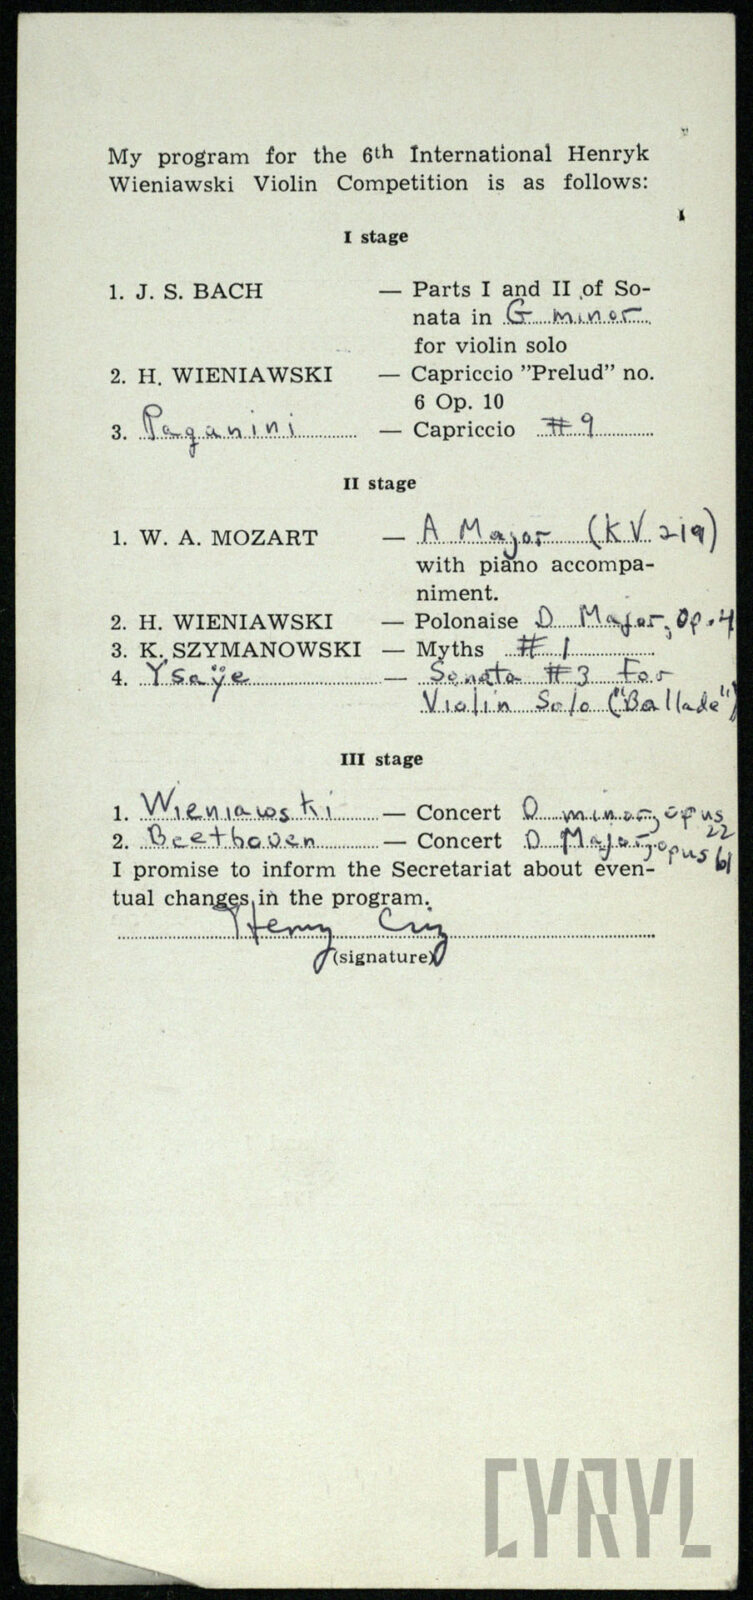 My program for the 6th International Henryk
Wieniawski Violin Competition is as follows:
I stage
1. J. S. BACH — Parts I and II of So-
nata in G minor
for violin solo
2. H. WIENIAWSKI — Capriccio "Prelud" no.
6 Op. 10
3. Paganini — Capriccio #9
II stage
1. W. A. MOZART — A Major (KV 219)
with piano accompa-
niment.
2. H. WIENIAWSKI — Polonaise D Major, Op. 4
3. K. SZYMANOWSKI — Myths #1
4. Ysaÿe — Sonata #3 For
Violin Solo ("Ballade")
III stage
1. Wieniawski — Concert D minor, opus 22
2. Beethoven — Concert D Major, opus 61
I promise to inform the Secretariat about even-
tual changes in the program.
Henry
(signature)
CYRYL